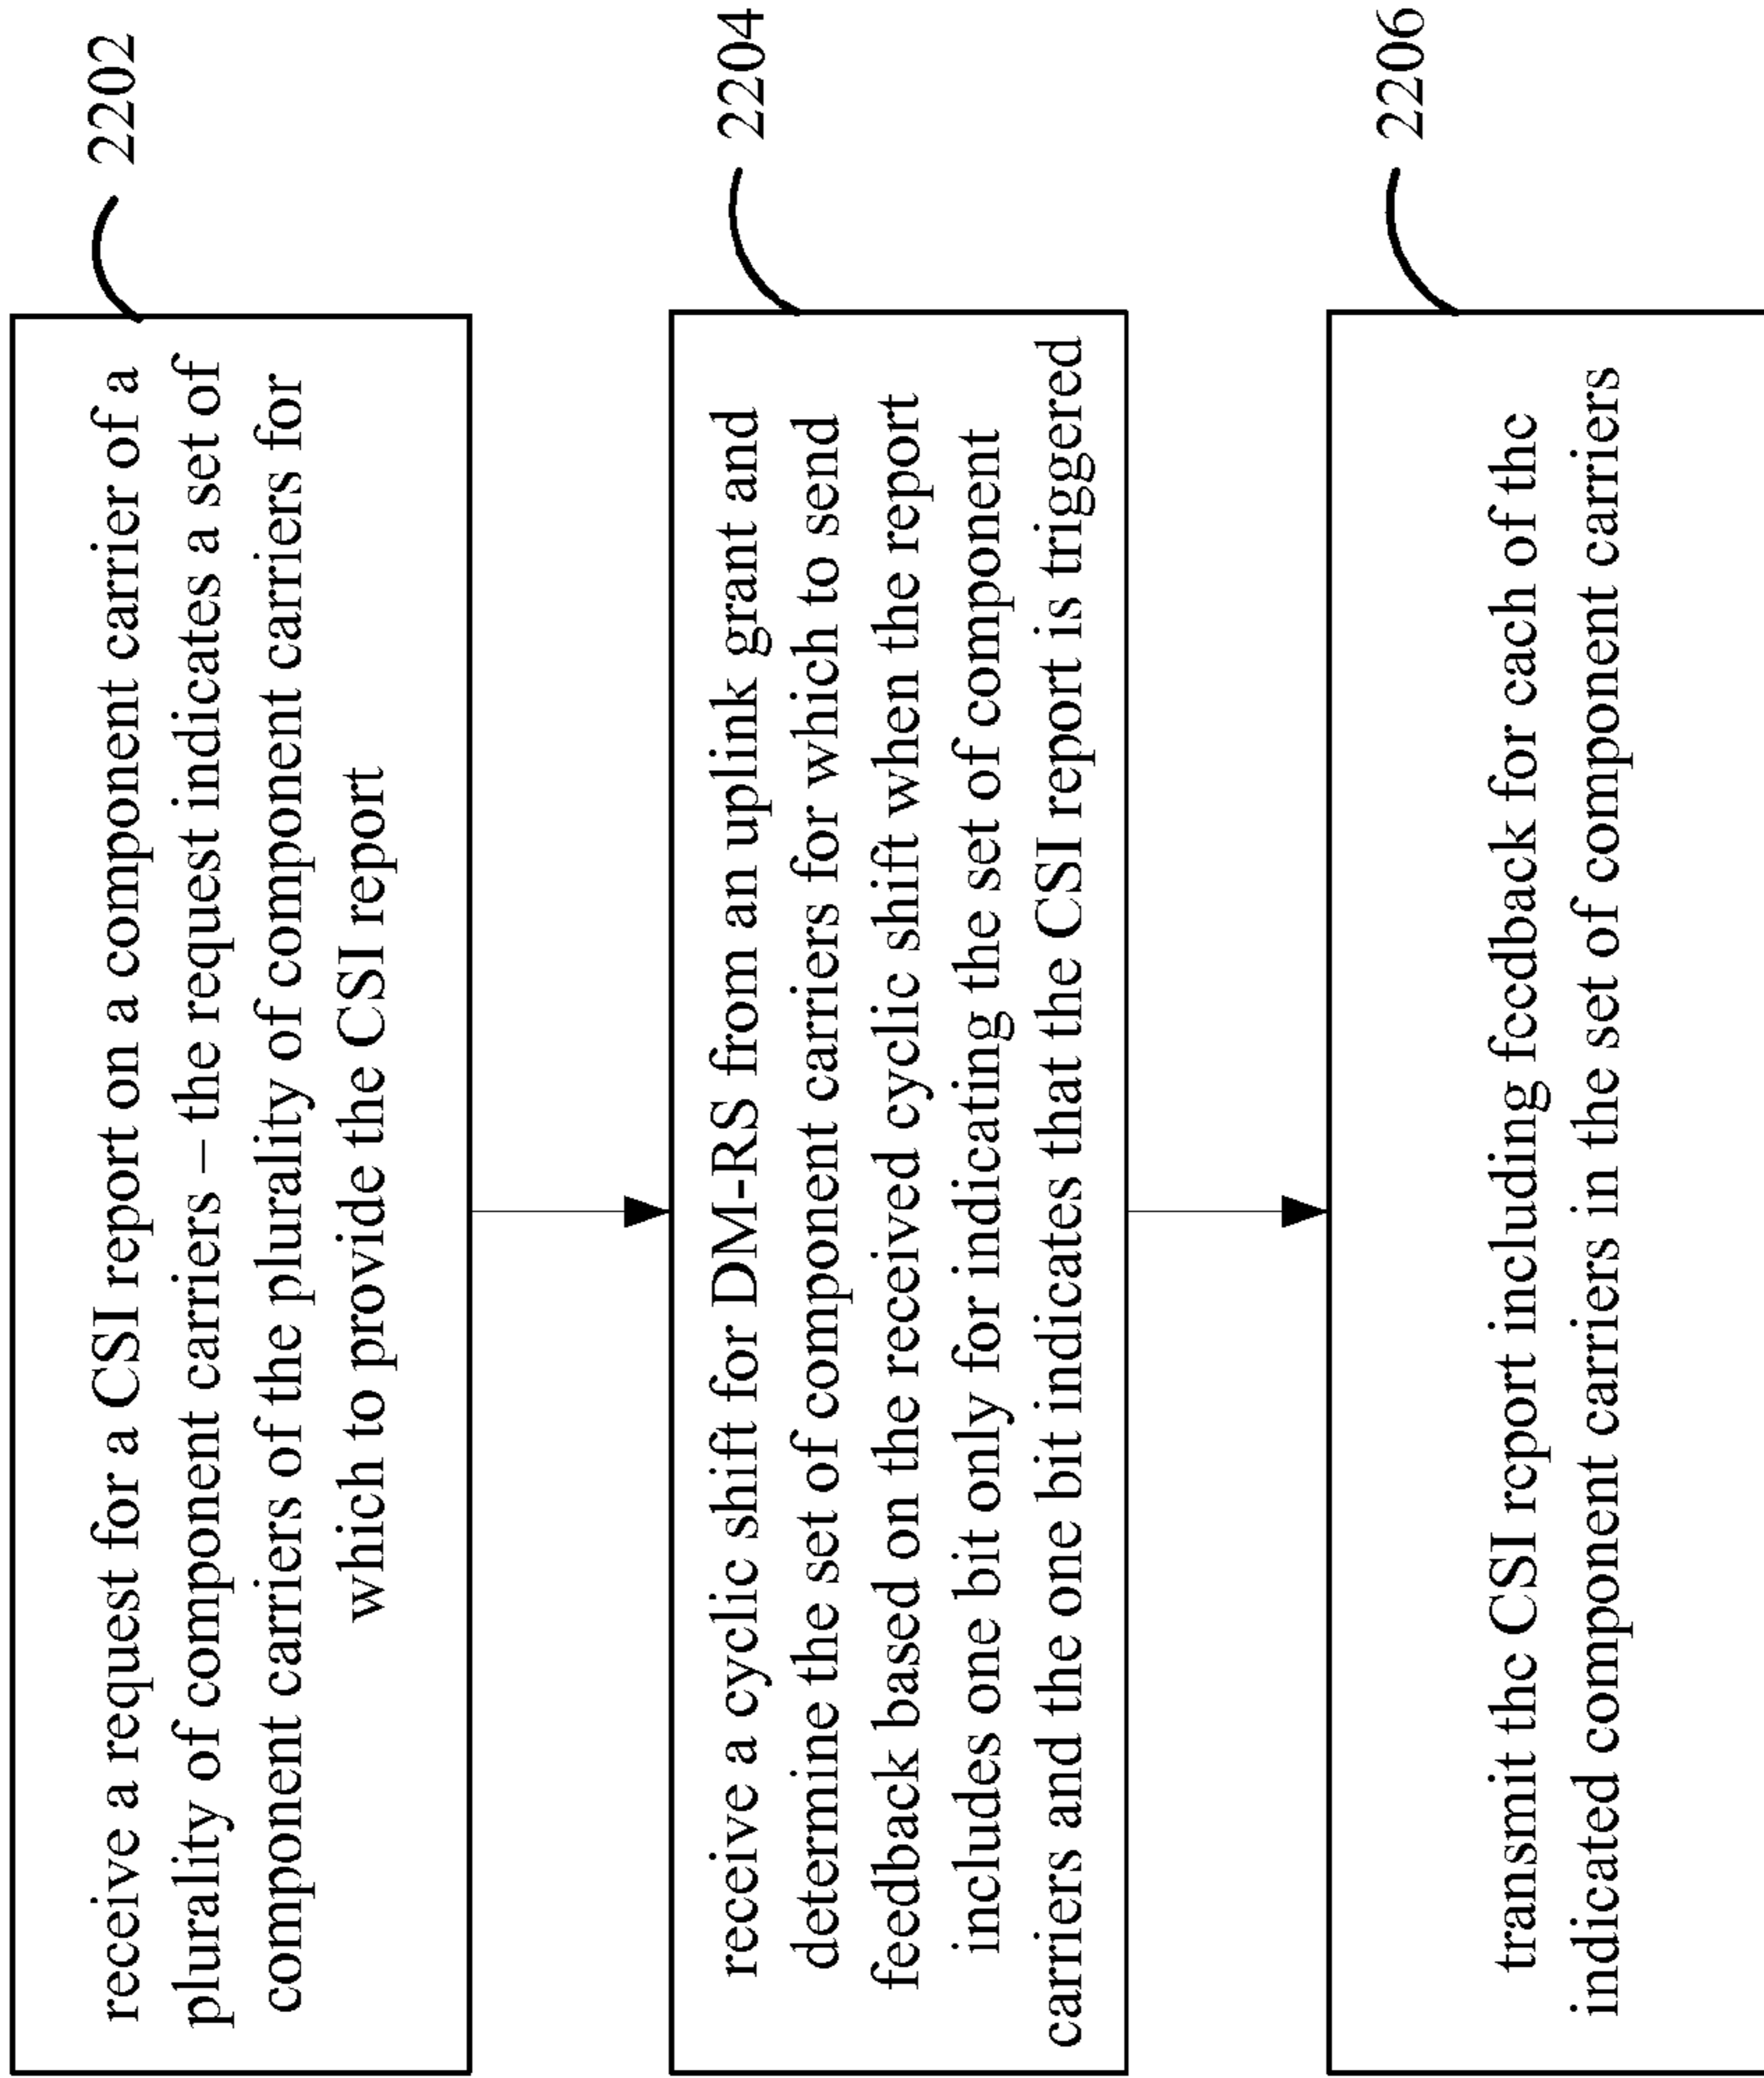 receive a request for a CSI report on a component carrier of a
plurality of component carriers – the request indicates a set of
component carriers of the plurality of component carriers for
which to provide the CSI report
2202
receive a cyclic shift for DM-RS from an uplink grant and
determine the set of component carriers for which to send
feedback based on the received cyclic shift when the report
includes one bit only for indicating the set of component
carriers and the one bit indicates that the CSI report is triggered
2204
transmit the CSI report including feedback for each of the
indicated component carriers in the set of component carriers
2206